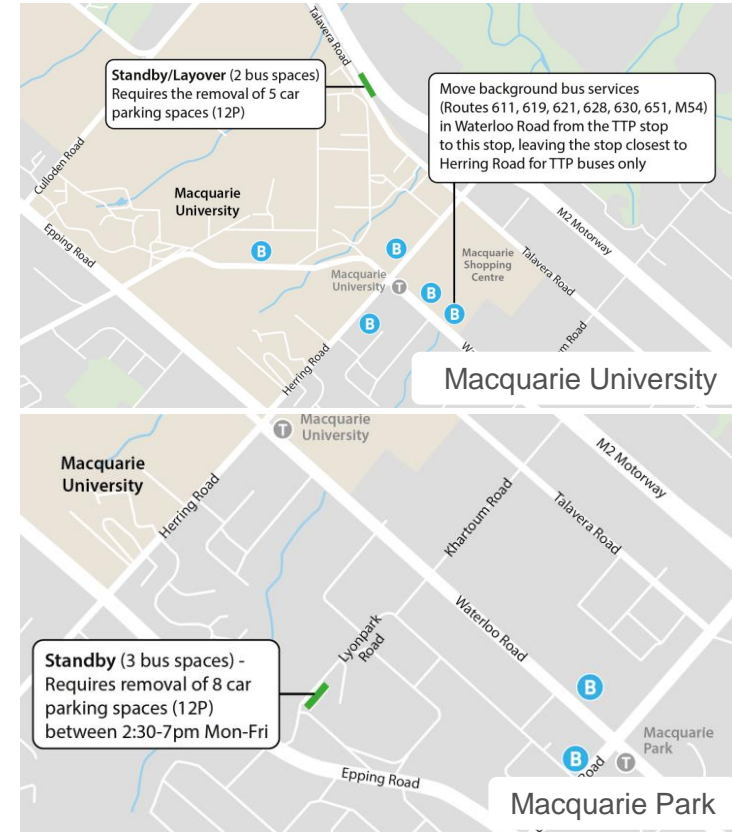 Talavera Road
Standby/Layover (2 bus spaces)
Requires the removal of 5 car
parking spaces (12P)
Move background bus services
(Routes 611, 619, 621, 628, 630, 651, M54)
in Waterloo Road from the TTP stop
to this stop, leaving the stop closest to
Herring Road for TTP buses only
Culloden Road
Macquarie
University
Epping Road
B
B
Macquarie
University
T
B
B
B
Macquarie
Shopping
Centre
M2 Motorway
Talavera Road
Herring Road
Road
Macquarie University
T
Macquarie
University
Macquarie
University
Herring Road
M2 Motorway
Khartoum Road
Talavera Road
Waterloo Road
Lyonpark
Road
Standby (3 bus spaces) -
Requires removal of 8 car
parking spaces (12P)
between 2:30-7pm Mon-Fri
B
B
Macquarie
Park
T
Road
Epping Road
Macquarie Park